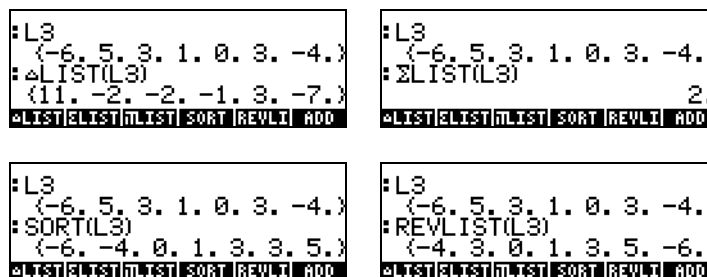 :L3
{-6. 5. 3. 1. 0. 3. -4.}
:ΔLIST(L3)
{11. -2. -2. -1. 3. -7.}
ΔLIST ΣLIST ΠLIST SORT REVLI ADD
:L3
{-6. 5. 3. 1. 0. 3. -4.
:ΣLIST(L3)
2.
ΔLIST ΣLIST ΠLIST SORT REVLI ADD
:L3
{-6. 5. 3. 1. 0. 3. -4.}
:SORT(L3)
{-6. -4. 0. 1. 3. 3. 5.}
ΔLIST ΣLIST ΠLIST SORT REVLI ADD
:L3
{-6. 5. 3. 1. 0. 3. -4.
:REVLIST(L3)
{-4. 3. 0. 1. 3. 5. -6.
ΔLIST ΣLIST ΠLIST SORT REVLI ADD